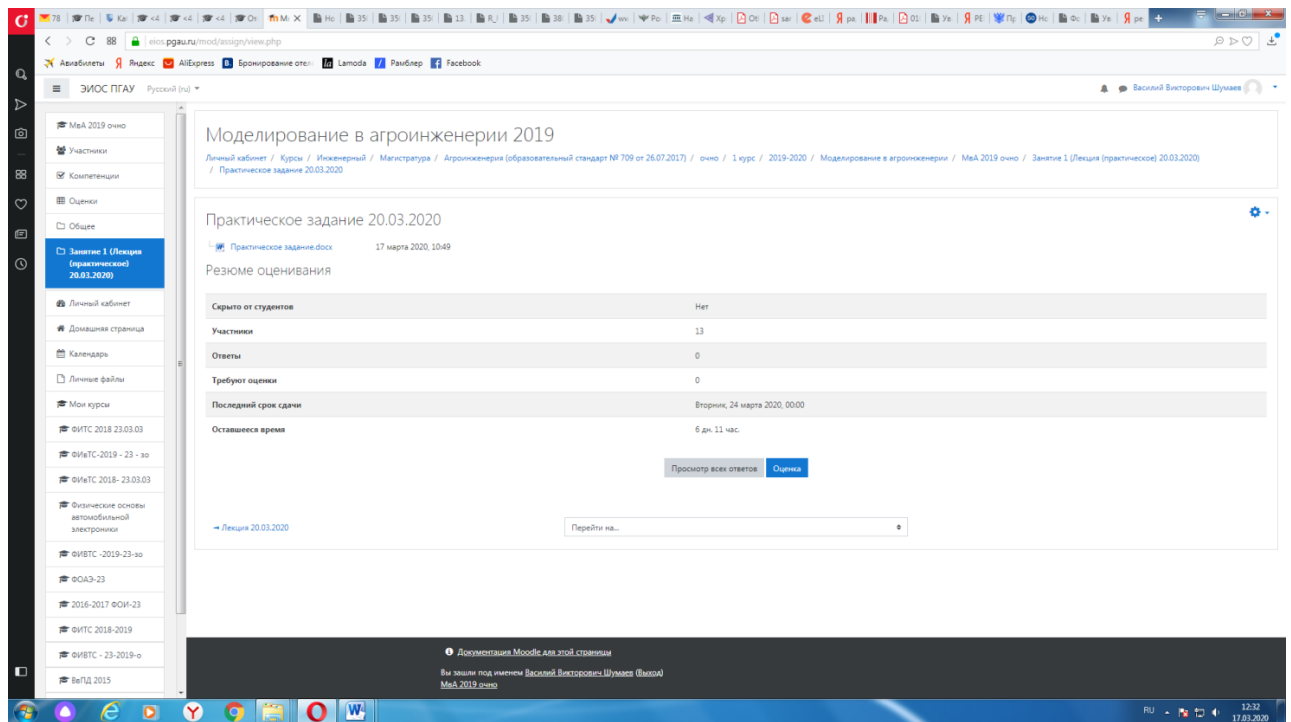 78
eios.pgau.ru/mod/assign/view.php
Авиабилеты Яндекс AliExpress Бронирование отел Lamoda Рамблер Facebook
ЭИОС ПГАУ Русский (ru)
Василий Викторович Шумаев
МвА 2019 очно
Участники
Компетенции
Оценки
Общее
Занятие 1 (Лекция
(практическое)
20.03.2020)
Личный кабинет
Домашняя страница
Календарь
Личные файлы
Мои курсы
ФИТС 2018 23.03.03
ФИвТС-2019 - 23 - зо
ФИвТС 2018- 23.03.03
Физические основы
автомобильной
электроники
ФИВТС -2019-23-зо
ФОАЭ-23
2016-2017 ФОИ-23
ФИТС 2018-2019
ФИВТС - 23-2019-о
ВвПД 2015
Моделирование в агроинженерии 2019
Личный кабинет / Курсы / Инженерный / Магистратура / Агроинженерия (образовательный стандарт № 709 от 26.07.2017) / очно / 1 курс / 2019-2020 / Моделирование в агроинженерии / МвА 2019 очно / Занятие 1 (Лекция (практическое) 20.03.2020)
/ Практическое задание 20.03.2020
Практическое задание 20.03.2020
Практическое задание.docx 17 марта 2020, 10:49
Резюме оценивания
Скрыто от студентов Нет
Участники 13
Ответы 0
Требуют оценки 0
Последний срок сдачи Вторник, 24 марта 2020, 00:00
Оставшееся время 6 дн. 11 час.
Просмотр всех ответов Оценка
→ Лекция 20.03.2020 Перейти на...
Документация Moodle для этой страницы
Вы зашли под именем Василий Викторович Шумаев (Выход)
МвА 2019 очно
RU
12:32
17.03.2020